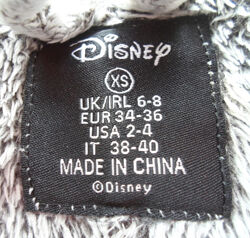 Disney
XS
UK/IRL 6-8
EUR 34-36
USA 2-4
IT 38-40
MADE IN CHINA
©Disney